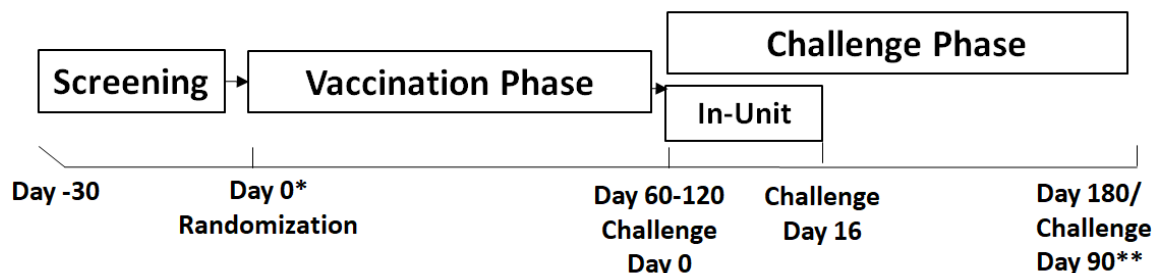 Challenge Phase
Screening
Vaccination Phase
In-Unit
Day -30
Day 0*
Randomization
Day 60-120
Challenge
Day 0
Challenge
Day 16
Day 180/
Challenge
Day 90**